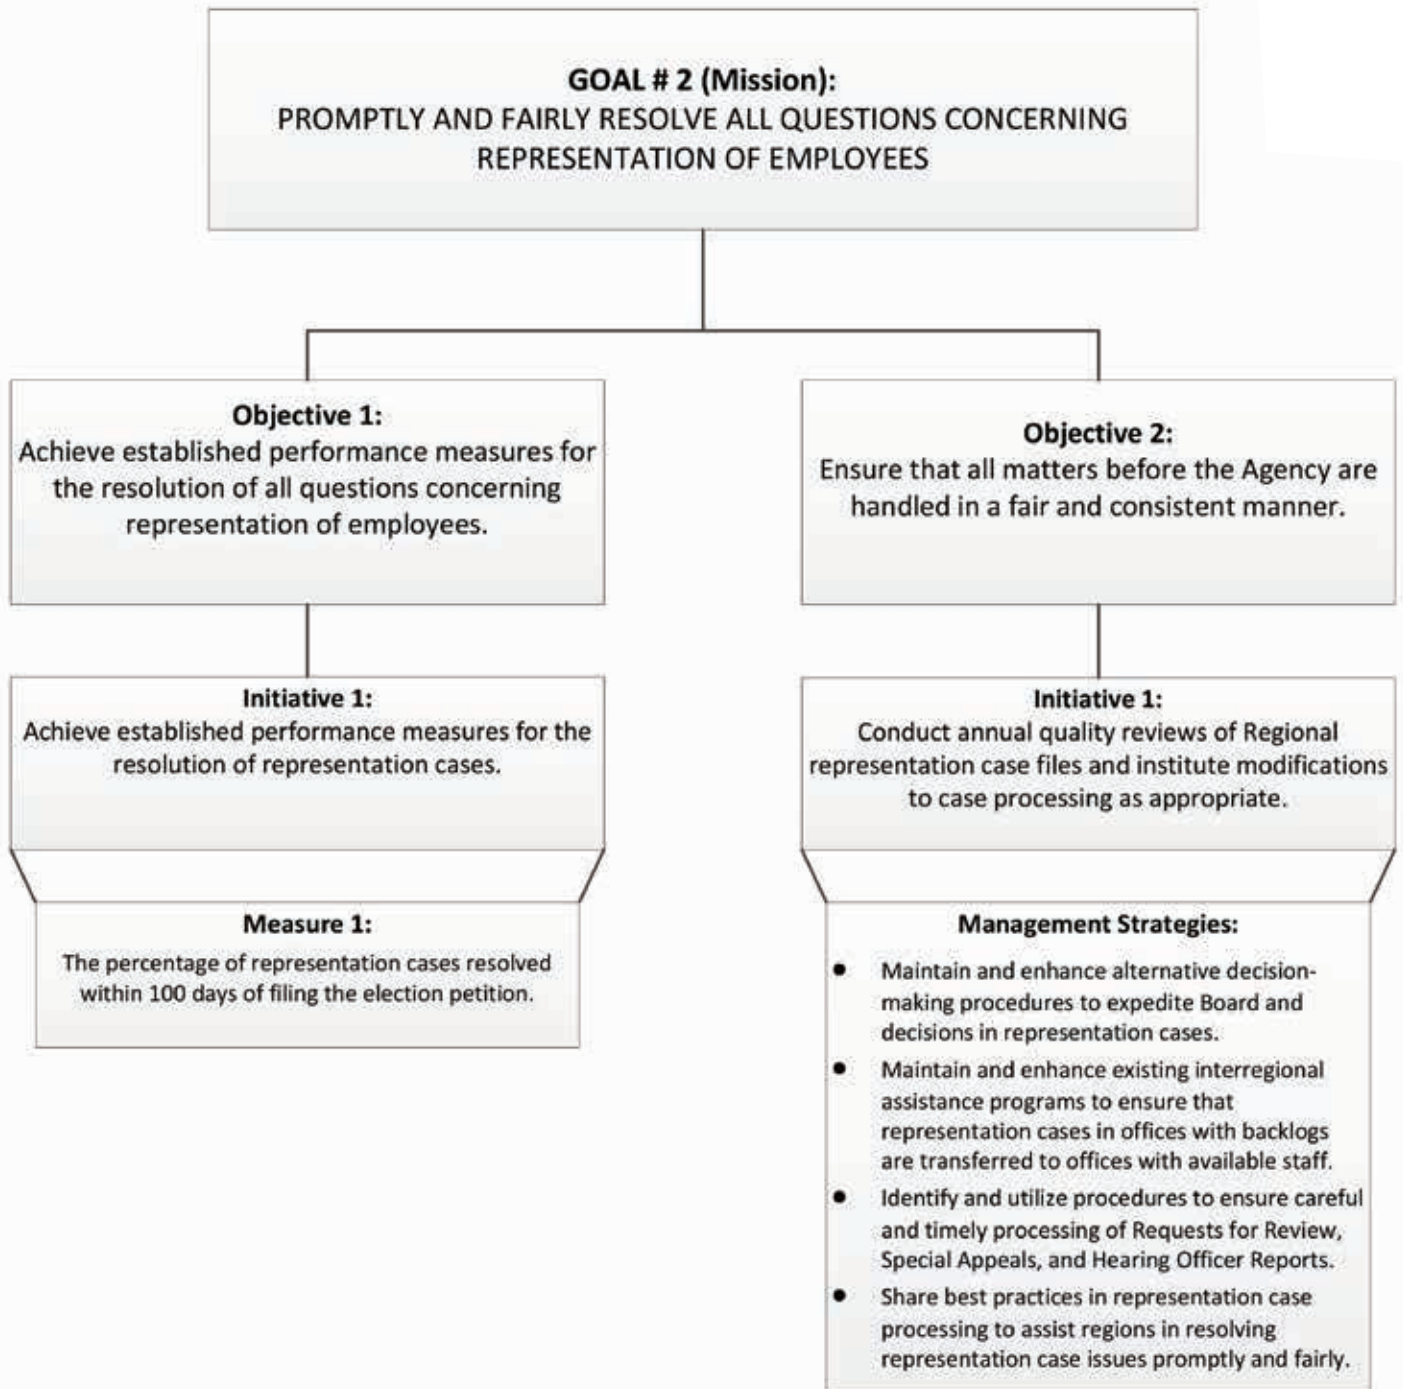 GOAL # 2 (Mission):
PROMPTLY AND FAIRLY RESOLVE ALL QUESTIONS CONCERNING
REPRESENTATION OF EMPLOYEES
Objective 1:
Achieve established performance measures for
the resolution of all questions concerning
representation of employees.
Objective 2:
Ensure that all matters before the Agency are
handled in a fair and consistent manner.
Initiative 1:
Achieve established performance measures for the
resolution of representation cases.
Initiative 1:
Conduct annual quality reviews of Regional
representation case files and institute modifications
to case processing as appropriate.
Measure 1:
The percentage of representation cases resolved
within 100 days of filing the election petition.
Management Strategies:
● Maintain and enhance alternative decision-
making procedures to expedite Board and
decisions in representation cases.
● Maintain and enhance existing interregional
assistance programs to ensure that
representation cases in offices with backlogs
are transferred to offices with available staff.
● Identify and utilize procedures to ensure careful
and timely processing of Requests for Review,
Special Appeals, and Hearing Officer Reports.
● Share best practices in representation case
processing to assist regions in resolving
representation case issues promptly and fairly.